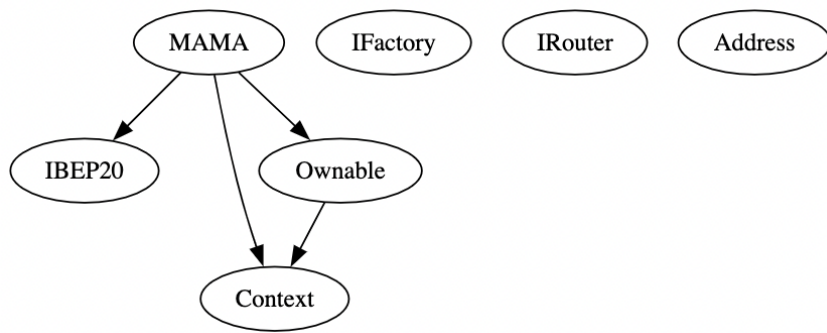 MAMA
IFactory
IRouter
Address
IBEP20
Ownable
Context